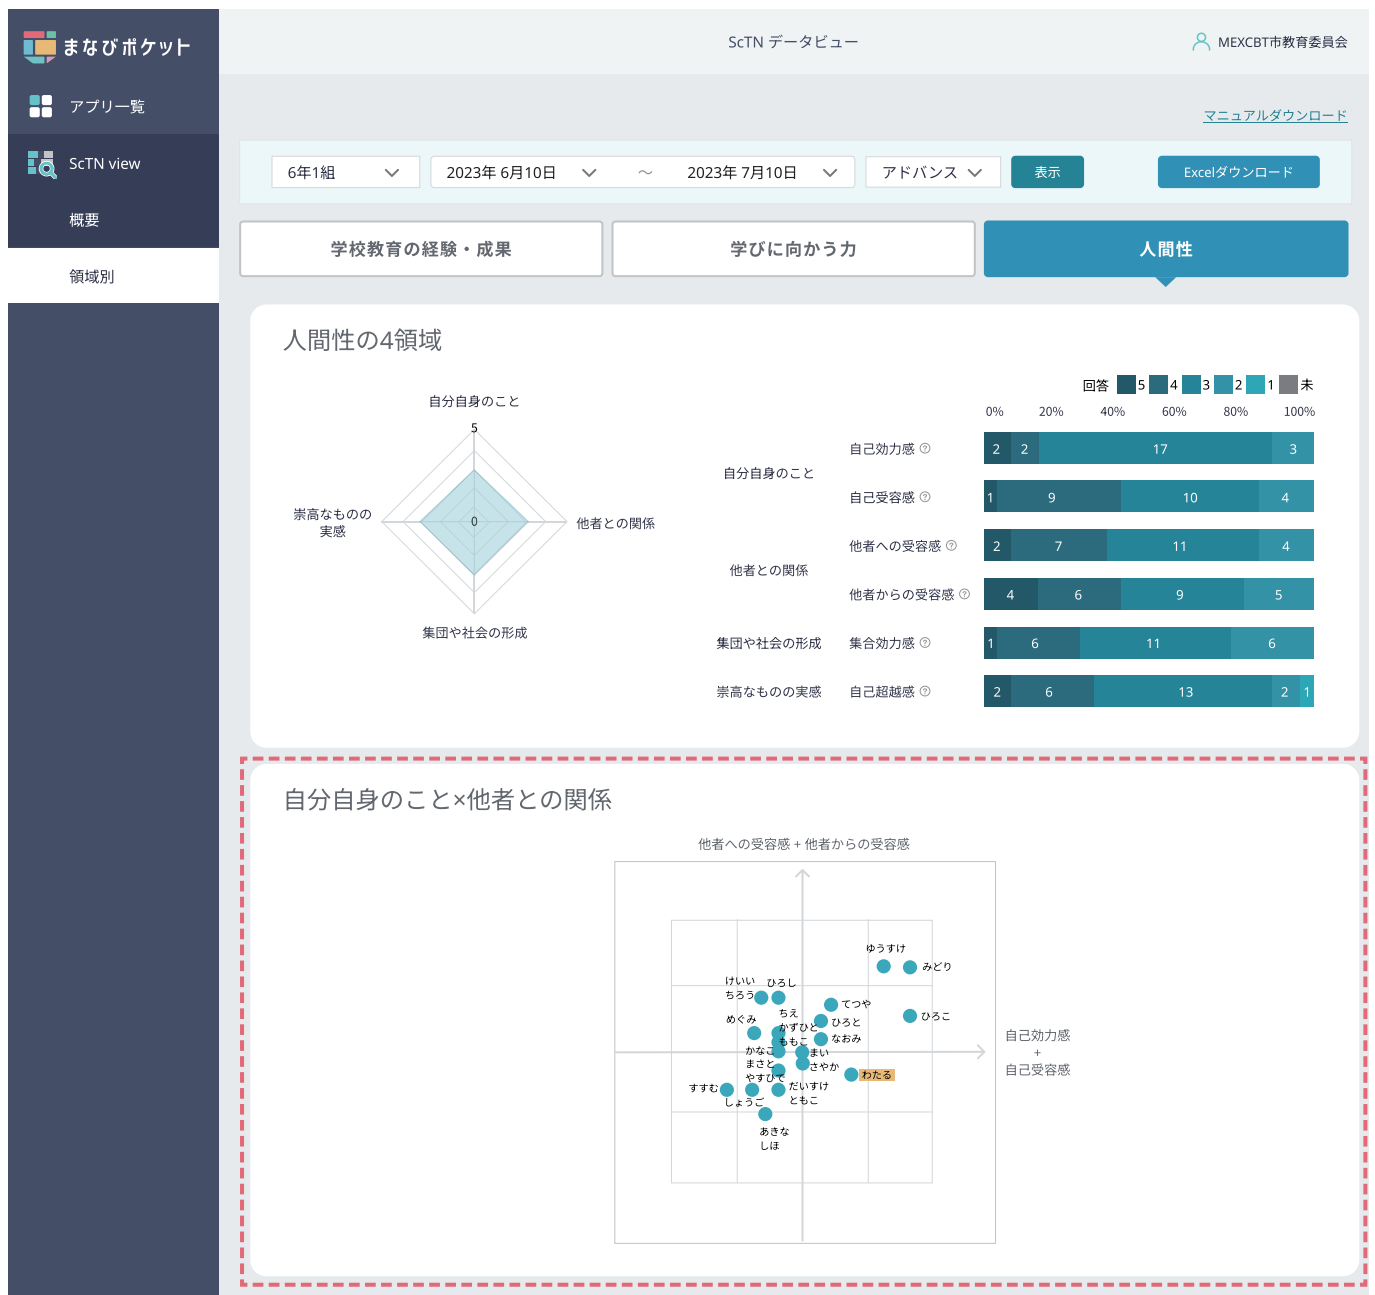 まなびポケット
ScTN データビュー
MEXCBT市教育委員会
アプリ一覧
ScTN view
概要
領域別
マニュアルダウンロード
6年1組
2023年 6月10日
～
2023年 7月10日
アドバンス
表示
Excelダウンロード
学校教育の経験・成果
学びに向かう力
人間性
人間性の4領域
自分自身のこと
5
0
崇高なものの
実感
他者との関係
集団や社会の形成
回答 5 4 3 2 1 未
0% 20% 40% 60% 80% 100%
自分自身のこと
自己効力感 2 2 17 3
自己受容感 1 9 10 4
他者との関係
他者への受容感 2 7 11 4
他者からの受容感 4 6 9 5
集団や社会の形成 集合効力感 1 6 11 6
崇高なものの実感 自己超越感 2 6 13 2 1
自分自身のこと×他者との関係
他者への受容感 + 他者からの受容感
ゆうすけ
みどり
けいい
ちろう
ひろし
てつや
ちえ
かずひと
ももこ
ひろと
ひろこ
めぐみ
なおみ
かなこ
まさと
やすひで
まい
さやか
わたる
すすむ
しょうご
だいすけ
ともこ
あきな
しほ
自己効力感
+
自己受容感